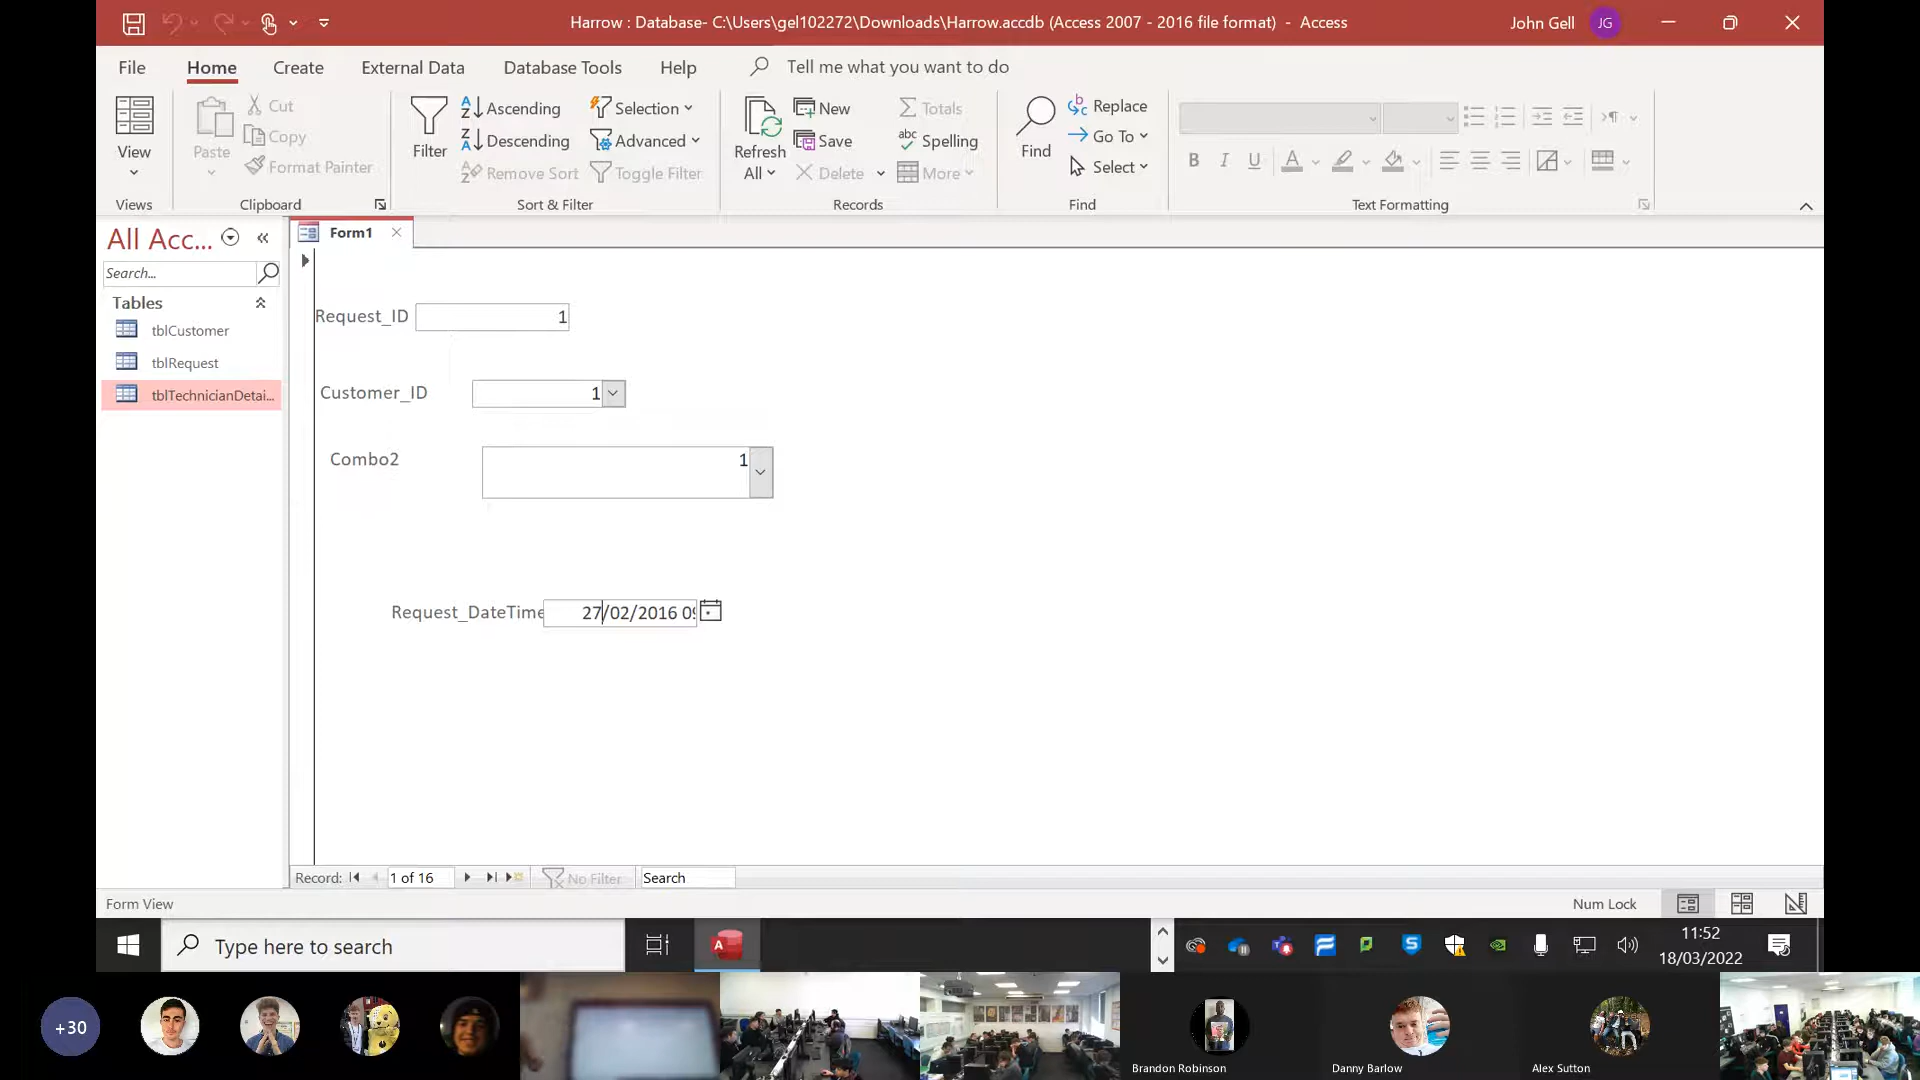 Harrow : Database- C:\Users\gel102272\Downloads\Harrow.accdb (Access 2007 - 2016 file format) - Access
John Gell JG
File Home Create External Data Database Tools Help Tell me what you want to do
View
Views
Paste
Cut
Copy
Format Painter
Clipboard
Filter
Ascending
Descending
Remove Sort
Selection
Advanced
Toggle Filter
Sort & Filter
Refresh
All
New
Save
Delete
Totals
Spelling
More
Records
Find
Replace
Go To
Select
Find
B I U
Text Formatting
All Acc...
Search...
Tables
tblCustomer
tblRequest
tblTechnicianDetai...
Form1
Request_ID 1
Customer_ID 1
Combo2 1
Request_DateTime 27/02/2016 09
Record: 1 of 16 No Filter Search
Form View Num Lock
Type here to search
11:52
18/03/2022
+30
Brandon Robinson
Danny Barlow
Alex Sutton